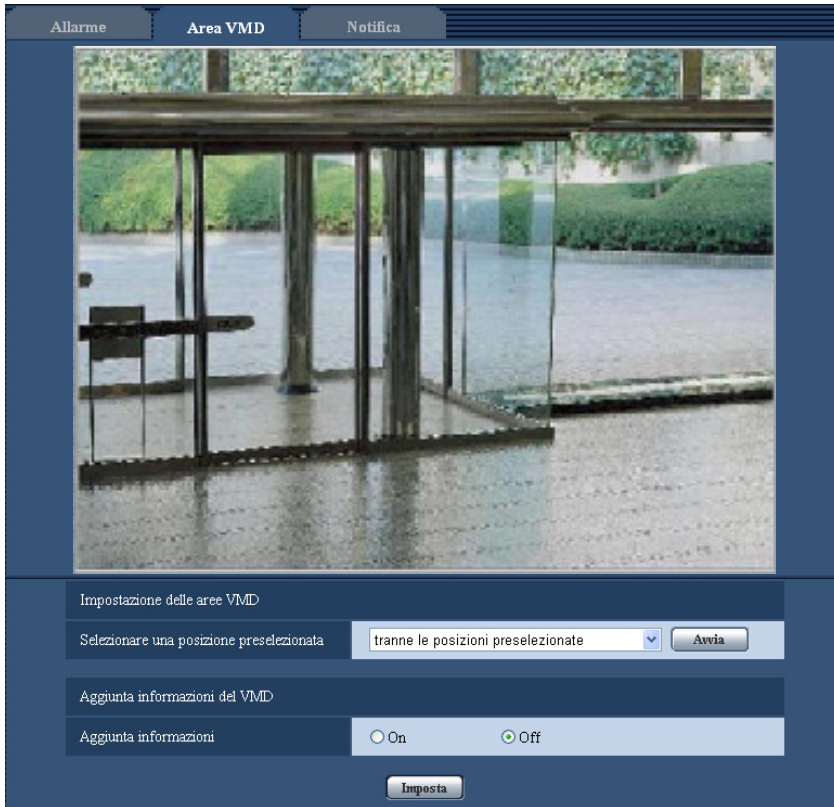 Allarme
Area VMD
Notifica
Impostazione delle aree VMD
Selezionare una posizione preselezionata
tranne le posizioni preselezionate
Avvia
Aggiunta informazioni del VMD
Aggiunta informazioni
On
Off
Imposta